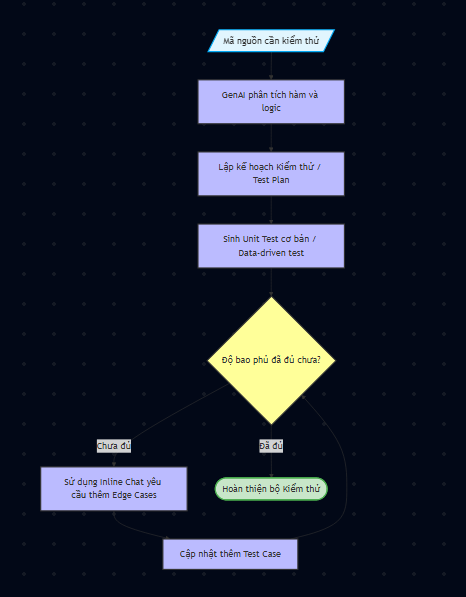 Mã nguồn cần kiểm thử
GenAI phân tích hàm và
logic
Lập kế hoạch Kiểm thử /
Test Plan
Sinh Unit Test cơ bản /
Data-driven test
Độ bao phủ đã đủ chưa?
Chưa đủ
Đã đủ
Sử dụng Inline Chat yêu
cầu thêm Edge Cases
Hoàn thiện bộ Kiểm thử
Cập nhật thêm Test Case